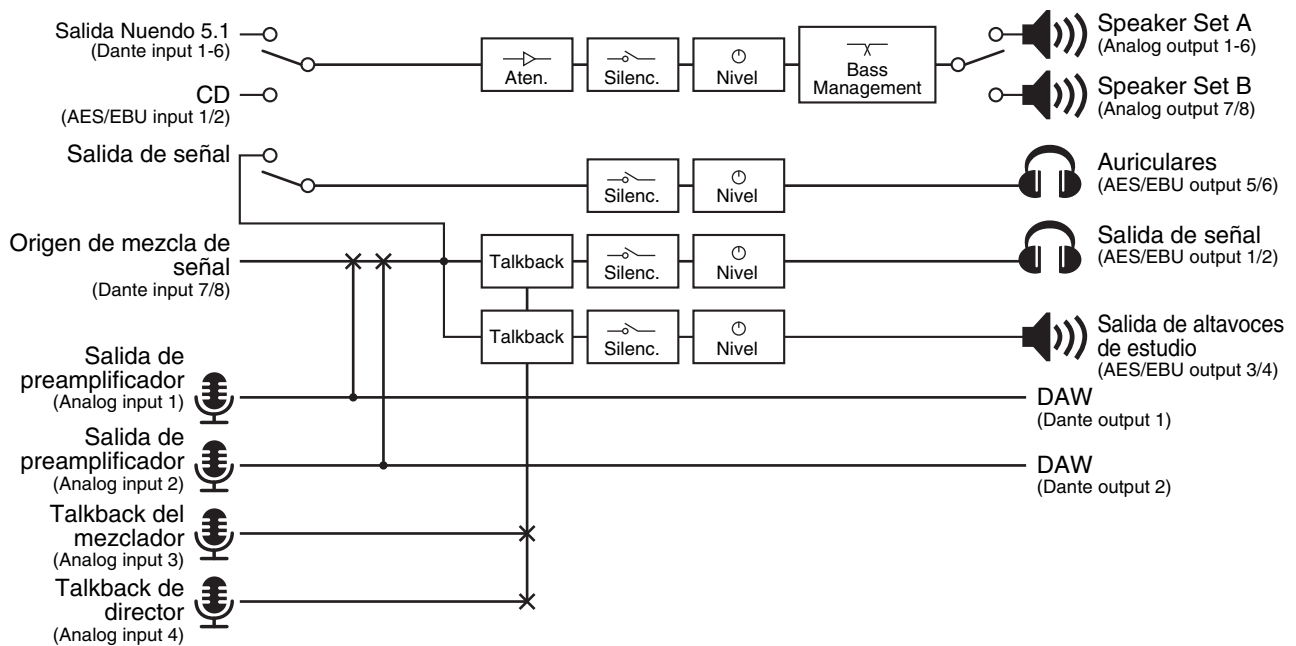 Salida Nuendo 5.1
(Dante input 1-6)
CD
(AES/EBU input 1/2)
Aten.
Silenc.
Nivel
Bass
Management
Speaker Set A
(Analog output 1-6)
Speaker Set B
(Analog output 7/8)
Salida de señal
Silenc.
Nivel
Auriculares
(AES/EBU output 5/6)
Origen de mezcla de
señal
(Dante input 7/8)
Talkback
Silenc.
Nivel
Salida de señal
(AES/EBU output 1/2)
Talkback
Silenc.
Nivel
Salida de altavoces
de estudio
(AES/EBU output 3/4)
Salida de
preamplificador
(Analog input 1)
DAW
(Dante output 1)
Salida de
preamplificador
(Analog input 2)
DAW
(Dante output 2)
Talkback del
mezclador
(Analog input 3)
Talkback de
director
(Analog input 4)